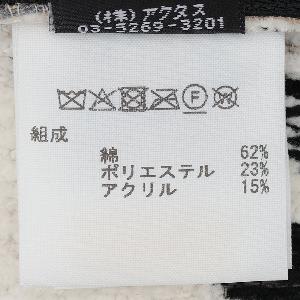 (株)アクタス
03-5269-3201
組成
綿 62%
ポリエステル 23%
アクリル 15%